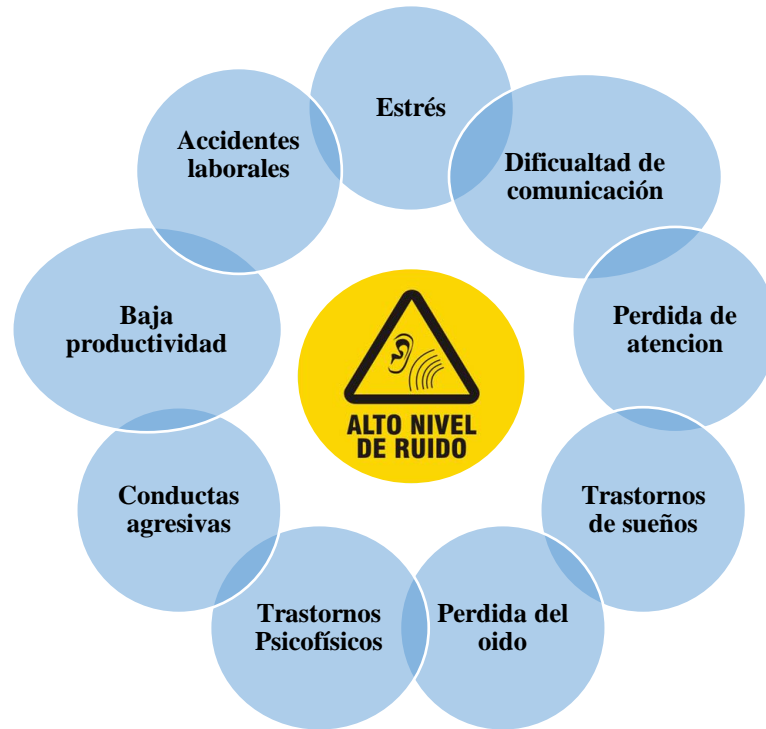 Estrés
Dificualtad de
comunicación
Perdida de
atencion
Trastornos
de sueños
Perdida del
oido
Trastornos
Psicofísicos
Conductas
agresivas
Baja
productividad
Accidentes
laborales
ALTO NIVEL
DE RUIDO